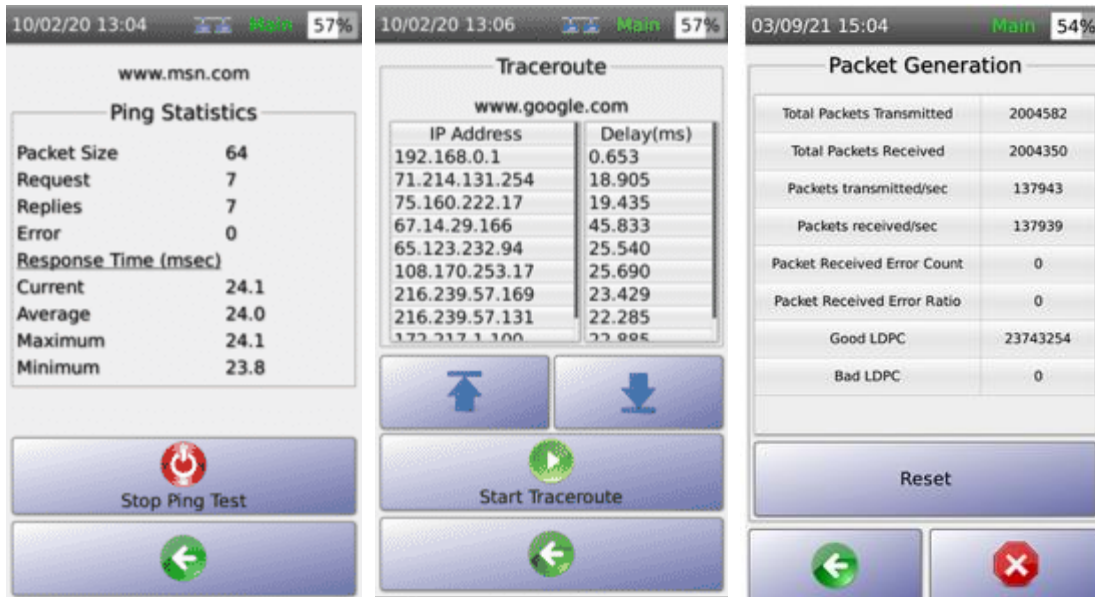 10/02/20 13:04 Main 57%
www.msn.com
Ping Statistics
Packet Size 64
Request 7
Replies 7
Error 0
Response Time (msec)
Current 24.1
Average 24.0
Maximum 24.1
Minimum 23.8
Stop Ping Test
10/02/20 13:06 Main 57%
Traceroute
www.google.com
IP Address Delay(ms)
192.168.0.1 0.653
71.214.131.254 18.905
75.160.222.17 19.435
67.14.29.166 45.833
65.123.232.94 25.540
108.170.253.17 25.690
216.239.57.169 23.429
216.239.57.131 22.285
172.217.1.100 22.885
Start Traceroute
03/09/21 15:04 Main 54%
Packet Generation
Total Packets Transmitted 2004582
Total Packets Received 2004350
Packets transmitted/sec 137943
Packets received/sec 137939
Packet Received Error Count 0
Packet Received Error Ratio 0
Good LDPC 23743254
Bad LDPC 0
Reset